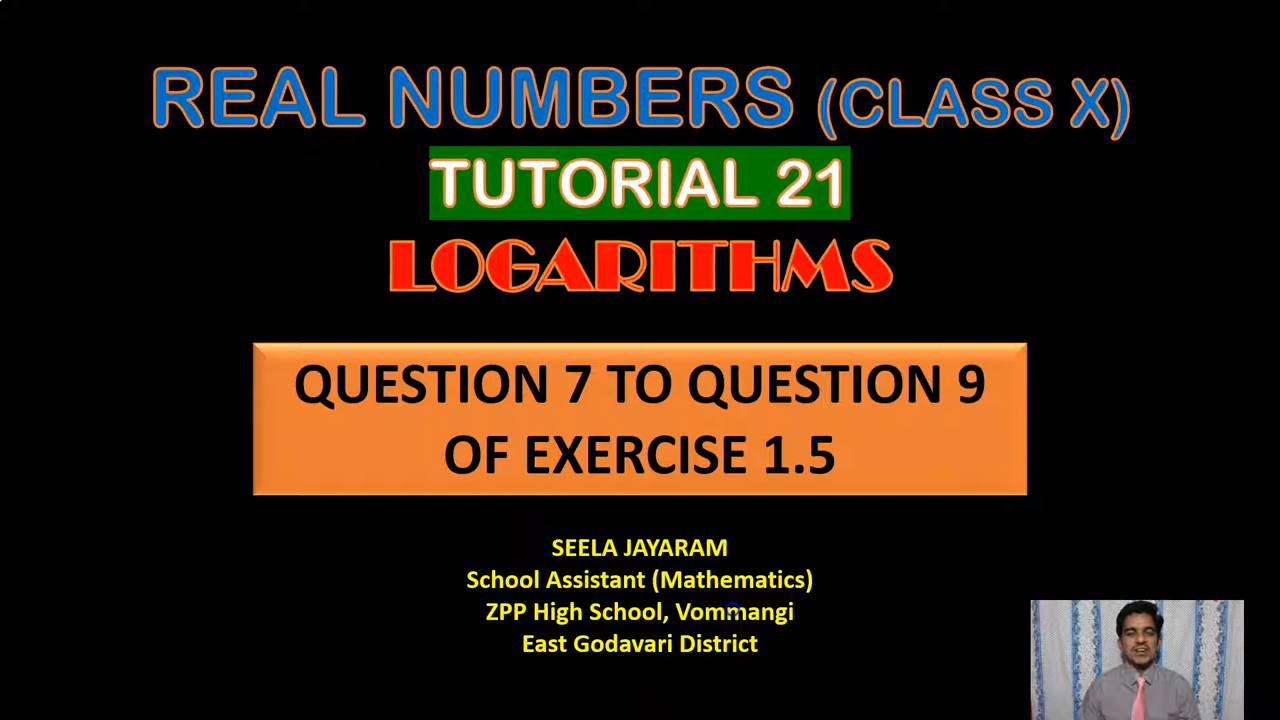 REAL NUMBERS (CLASS X)
TUTORIAL 21
LOGARITHMS
QUESTION 7 TO QUESTION 9
OF EXERCISE 1.5
SEELA JAYARAM
School Assistant (Mathematics)
ZPP High School, Vommangi
East Godavari District